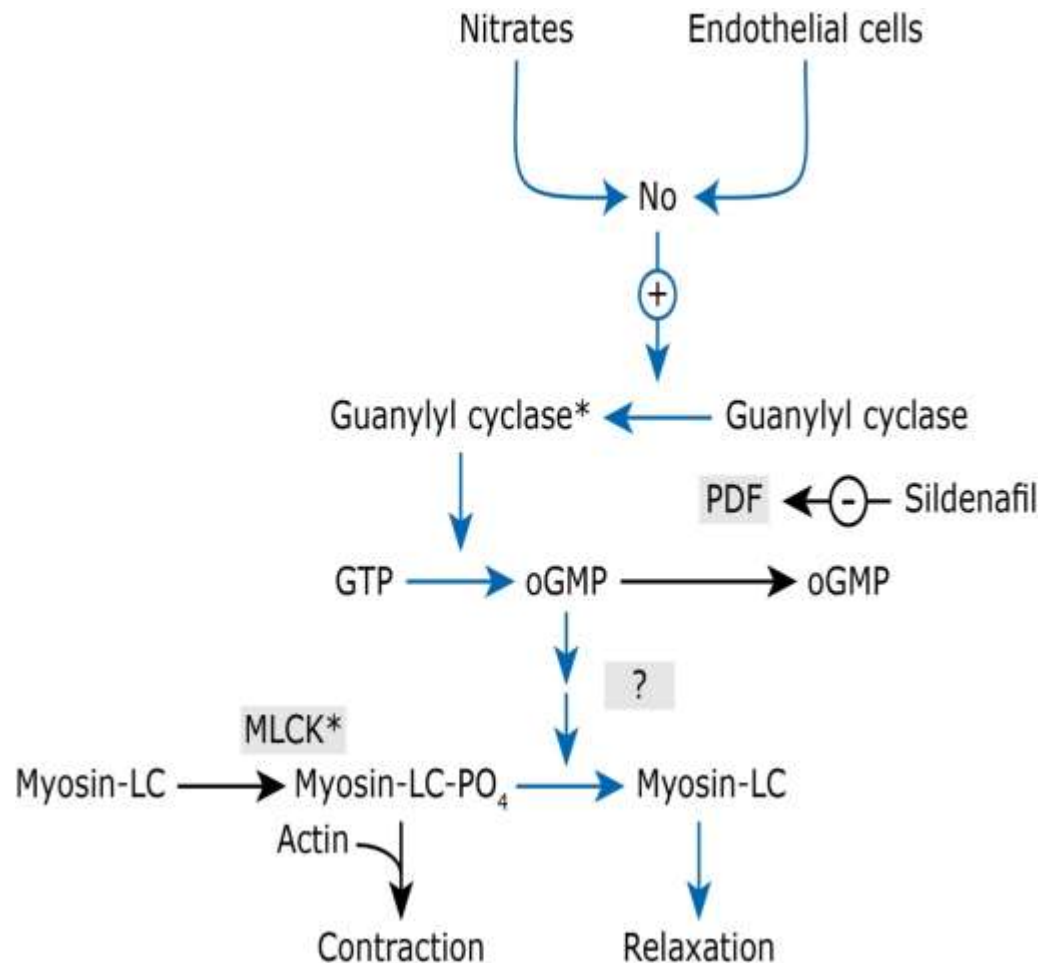 Nitrates Endothelial cells
No
+
Guanylyl cyclase* Guanylyl cyclase
PDF - Sildenafil
GTP oGMP oGMP
?
MLCK*
Myosin-LC Myosin-LC-PO₄ Myosin-LC
Actin
Contraction Relaxation